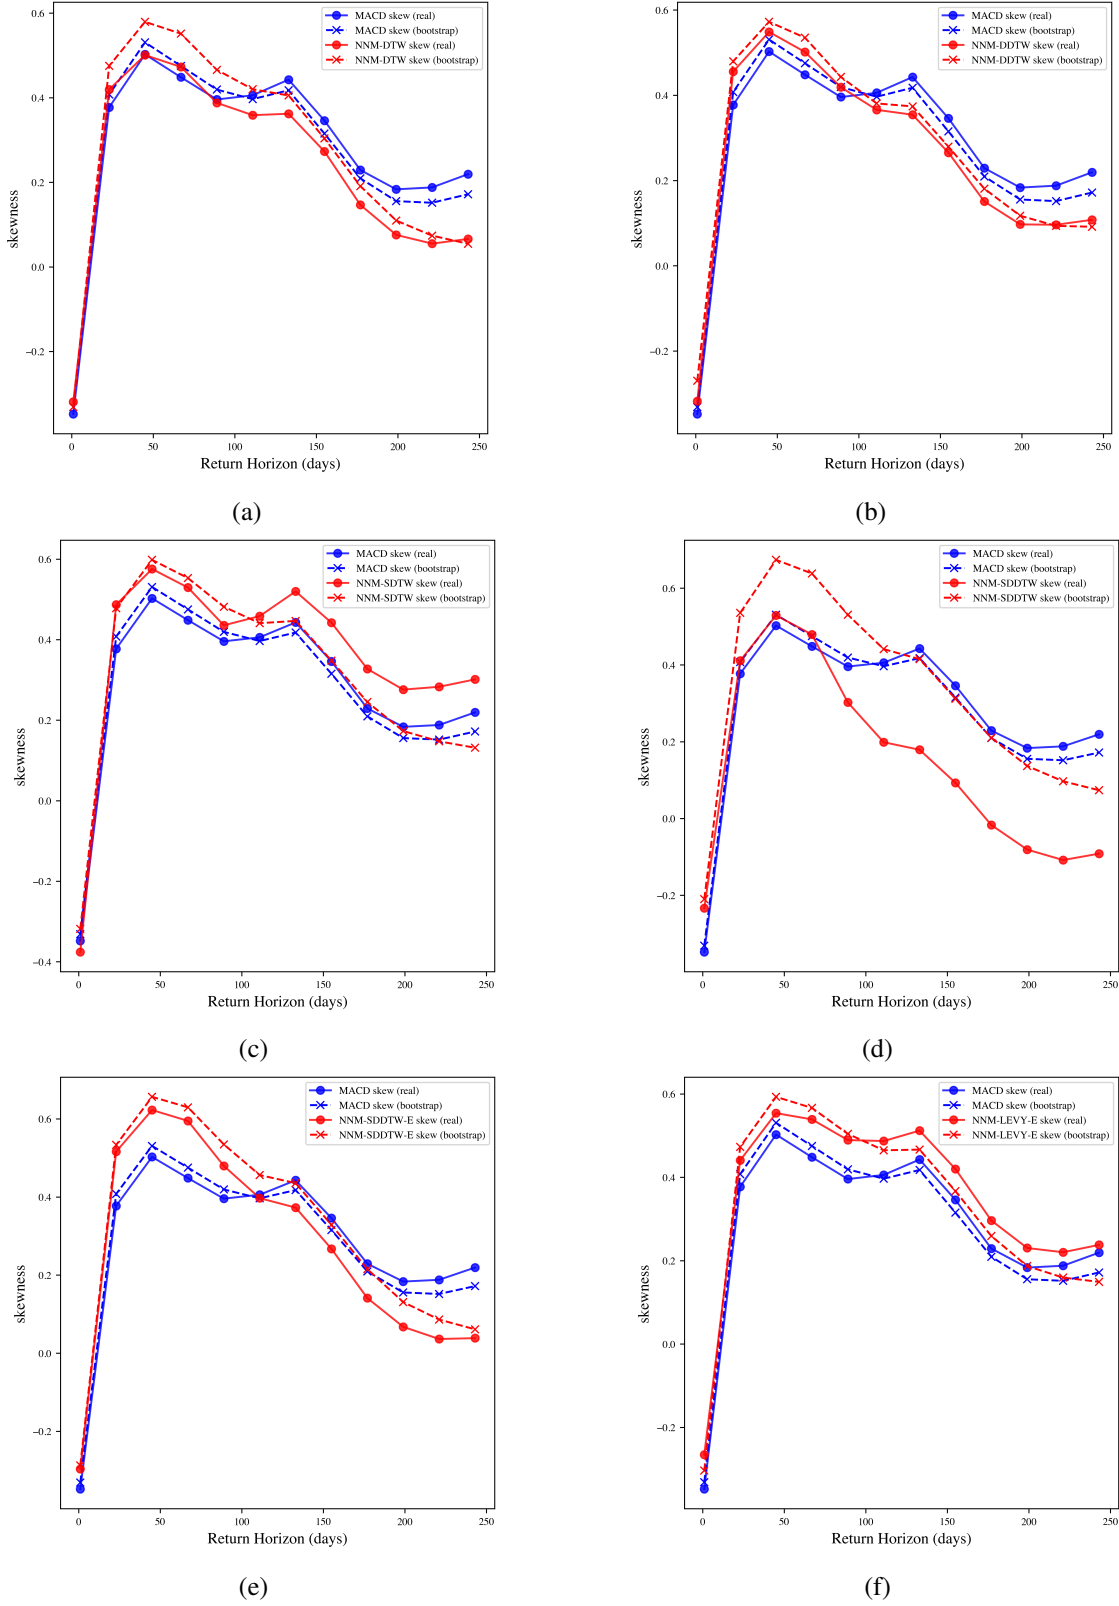 MACD skew (real)
MACD skew (bootstrap)
NNM-DTW skew (real)
NNM-DTW skew (bootstrap)
0.6
0.4
0.2
0.0
−0.2
skewness
0 50 100 150 200 250
Return Horizon (days)
(a)
MACD skew (real)
MACD skew (bootstrap)
NNM-DDTW skew (real)
NNM-DDTW skew (bootstrap)
0.6
0.4
0.2
0.0
−0.2
skewness
0 50 100 150 200 250
Return Horizon (days)
(b)
MACD skew (real)
MACD skew (bootstrap)
NNM-SDTW skew (real)
NNM-SDTW skew (bootstrap)
0.6
0.4
0.2
0.0
−0.2
−0.4
skewness
0 50 100 150 200 250
Return Horizon (days)
(c)
MACD skew (real)
MACD skew (bootstrap)
NNM-SDDTW skew (real)
NNM-SDDTW skew (bootstrap)
0.6
0.4
0.2
0.0
−0.2
skewness
0 50 100 150 200 250
Return Horizon (days)
(d)
MACD skew (real)
MACD skew (bootstrap)
NNM-SDDTW-E skew (real)
NNM-SDDTW-E skew (bootstrap)
0.6
0.4
0.2
0.0
−0.2
skewness
0 50 100 150 200 250
Return Horizon (days)
(e)
MACD skew (real)
MACD skew (bootstrap)
NNM-LEVY-E skew (real)
NNM-LEVY-E skew (bootstrap)
0.6
0.4
0.2
0.0
−0.2
skewness
0 50 100 150 200 250
Return Horizon (days)
(f)